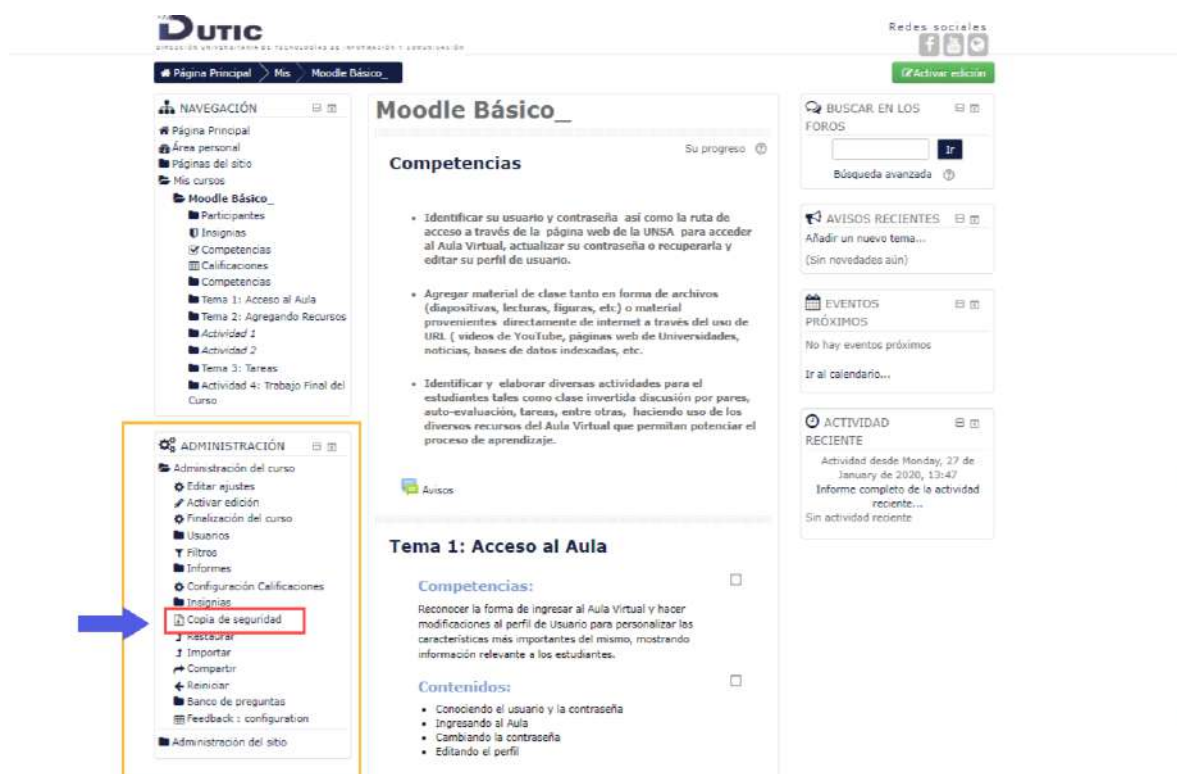 DUTIC
DIRECCIÓN UNIVERSITARIA DE TECNOLOGÍAS DE INFORMACIÓN Y COMUNICACIÓN
Redes sociales
Página Principal
Mis
Moodle Básico_
Activar edición
NAVEGACIÓN
Página Principal
Área personal
Páginas del sitio
Mis cursos
Moodle Básico_
Participantes
Insignias
Competencias
Calificaciones
Competencias
Tema 1: Acceso al Aula
Tema 2: Agregando Recursos
Actividad 1
Actividad 2
Tema 3: Tareas
Actividad 4: Trabajo Final del
Curso
ADMINISTRACIÓN
Administración del curso
Editar ajustes
Activar edición
Finalización del curso
Usuarios
Filtros
Informes
Configuración Calificaciones
Insignias
Copia de seguridad
Restaurar
Importar
Compartir
Reiniciar
Banco de preguntas
Feedback : configuration
Administración del sitio
Moodle Básico_
Su progreso
Competencias
• Identificar su usuario y contraseña así como la ruta de
acceso a través de la página web de la UNSA para acceder
al Aula Virtual, actualizar su contraseña o recuperarla y
editar su perfil de usuario.
• Agregar material de clase tanto en forma de archivos
(diapositivas, lecturas, figuras, etc) o material
provenientes directamente de internet a través del uso de
URL ( videos de YouTube, páginas web de Universidades,
noticias, bases de datos indexadas, etc.
• Identificar y elaborar diversas actividades para el
estudiantes tales como clase invertida discusión por pares,
auto-evaluación, tareas, entre otras, haciendo uso de los
diversos recursos del Aula Virtual que permitan potenciar el
proceso de aprendizaje.
Avisos
Tema 1: Acceso al Aula
Competencias:
Reconocer la forma de ingresar al Aula Virtual y hacer
modificaciones al perfil de Usuario para personalizar las
características más importantes del mismo, mostrando
información relevante a los estudiantes.
Contenidos:
• Conociendo el usuario y la contraseña
• Ingresando al Aula
• Cambiando la contraseña
• Editando el perfil
BUSCAR EN LOS
FOROS
Ir
Búsqueda avanzada
AVISOS RECIENTES
Añadir un nuevo tema...
(Sin novedades aún)
EVENTOS
PRÓXIMOS
No hay eventos próximos
Ir al calendario...
ACTIVIDAD
RECIENTE
Actividad desde Monday, 27 de
January de 2020, 13:47
Informe completo de la actividad
reciente...
Sin actividad reciente